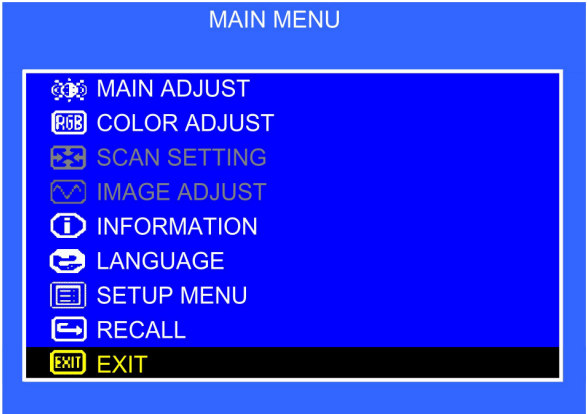 MAIN MENU
MAIN ADJUST
RGB COLOR ADJUST
SCAN SETTING
IMAGE ADJUST
INFORMATION
LANGUAGE
SETUP MENU
RECALL
EXIT EXIT